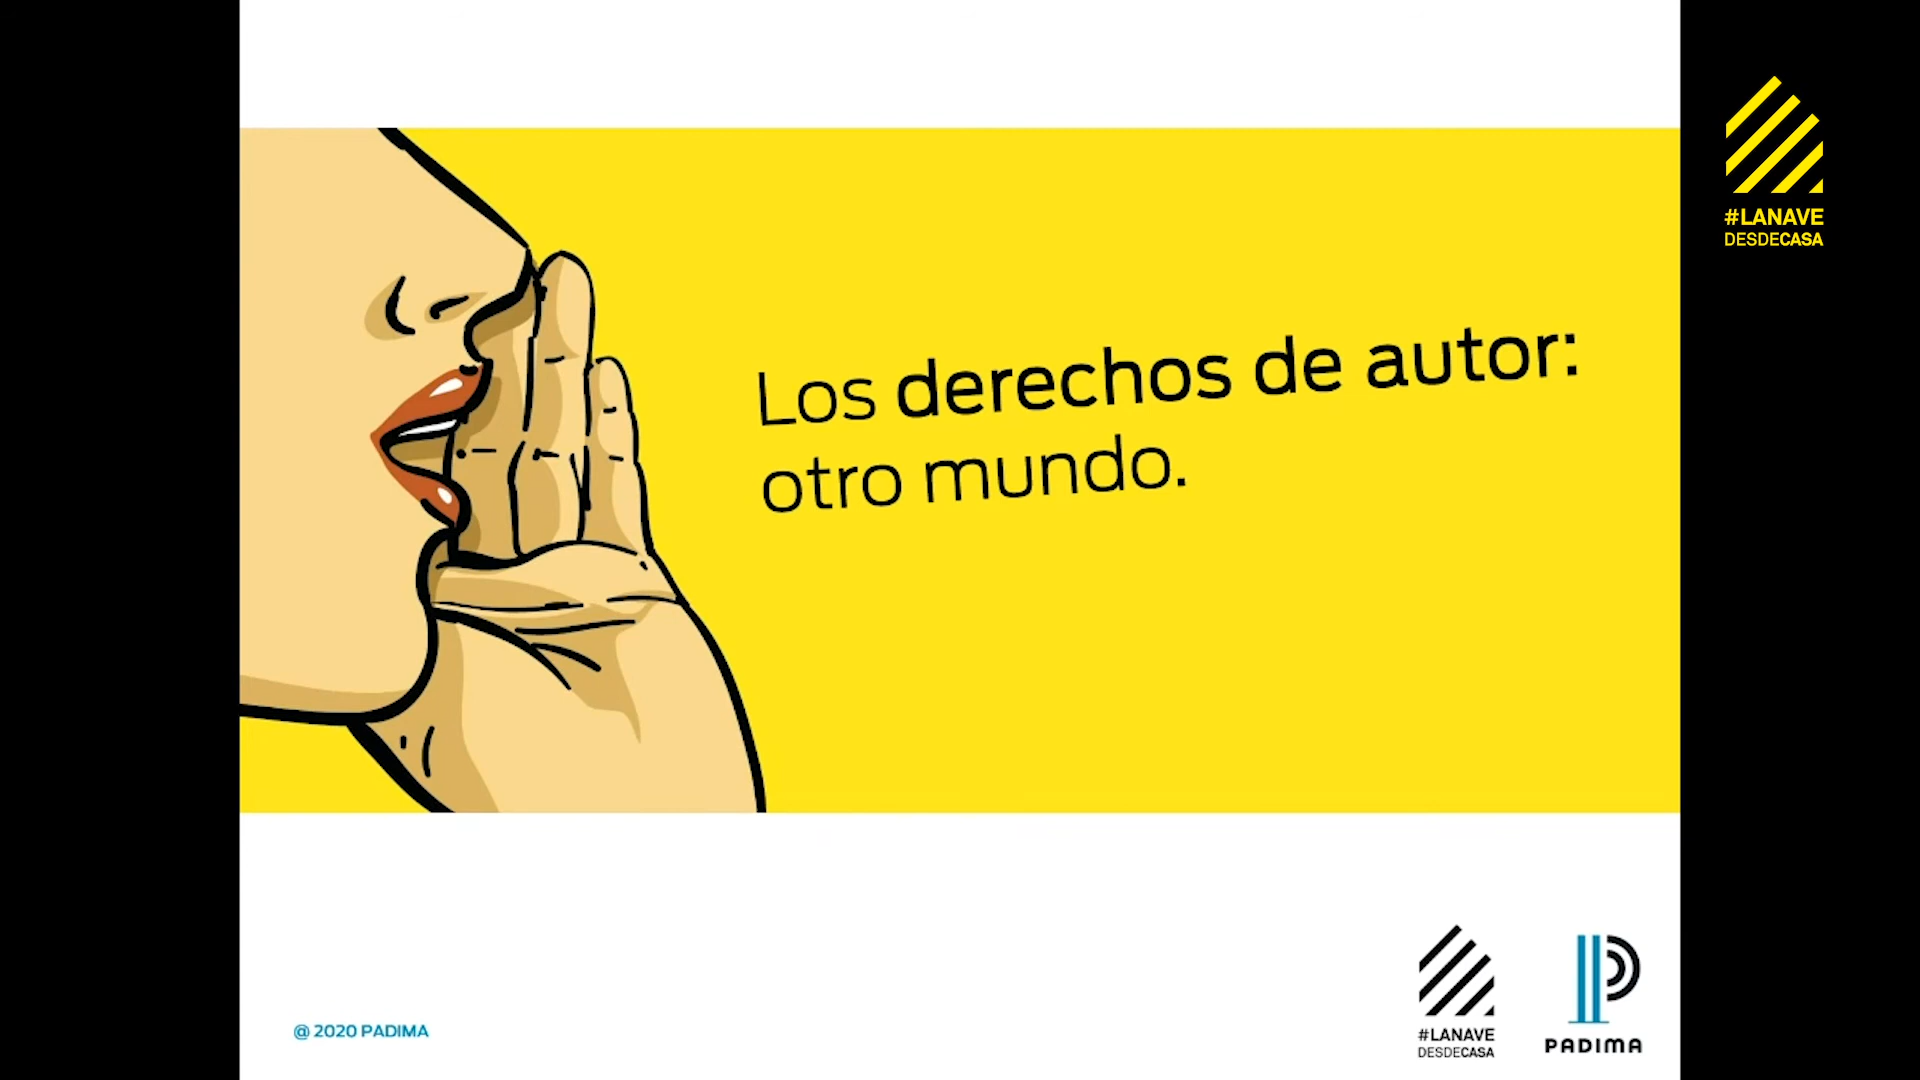 #LANAVE
DESDECASA
Los derechos de autor:
otro mundo.
@ 2020 PADIMA
#LANAVE
DESDECASA
PADIMA